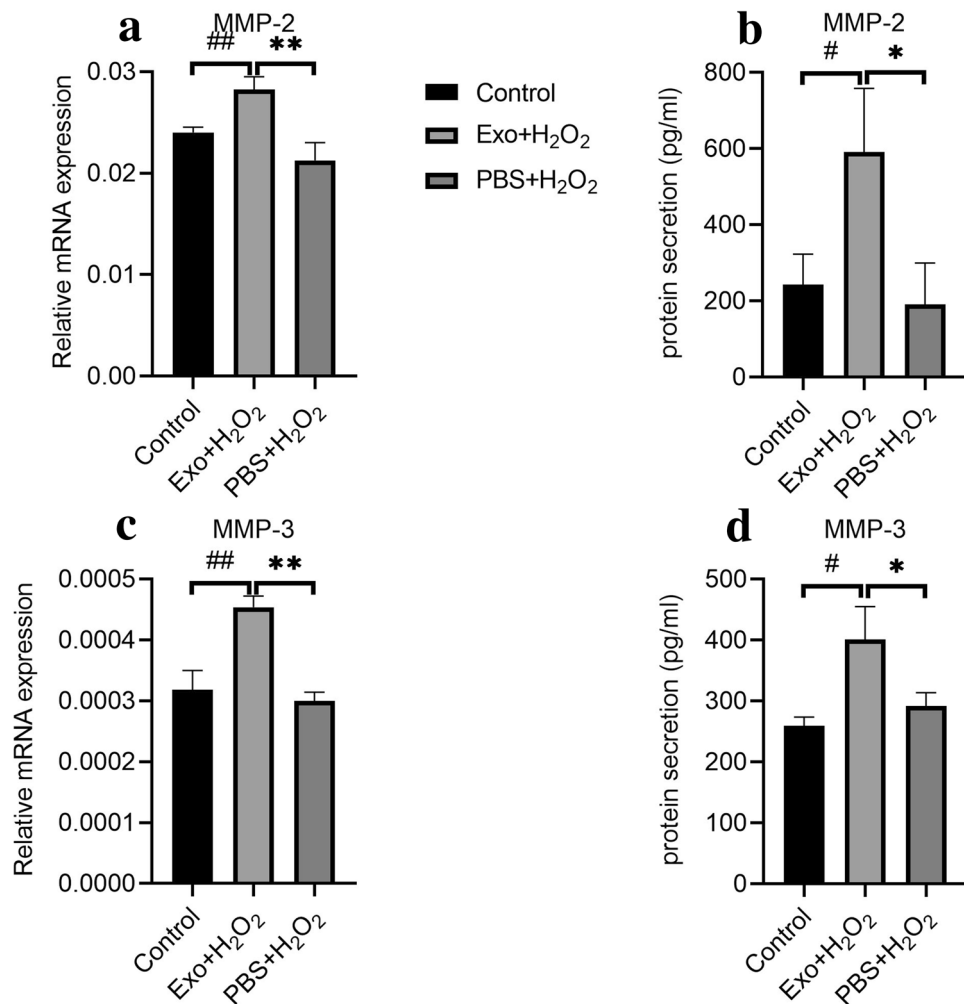 a
MMP-2
##
**
Relative mRNA expression
0.03
0.02
0.01
0.00
Control
Exo+H₂O₂
PBS+H₂O₂
Control
Exo+H₂O₂
PBS+H₂O₂
b
MMP-2
#
*
protein secretion (pg/ml)
800
600
400
200
0
Control
Exo+H₂O₂
PBS+H₂O₂
c
MMP-3
##
**
Relative mRNA expression
0.0005
0.0004
0.0003
0.0002
0.0001
0.0000
Control
Exo+H₂O₂
PBS+H₂O₂
d
MMP-3
#
*
protein secretion (pg/ml)
500
400
300
200
100
0
Control
Exo+H₂O₂
PBS+H₂O₂